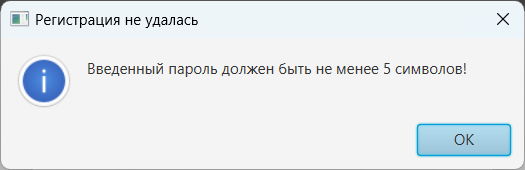 Регистрация не удалась
Введенный пароль должен быть не менее 5 символов!
OK